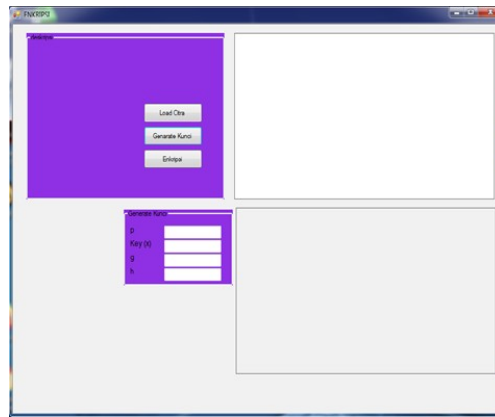 ENKRIPSI
Load Citra
Generate Kunci
Enkripsi
Generate Kunci
p
Key (x)
g
h